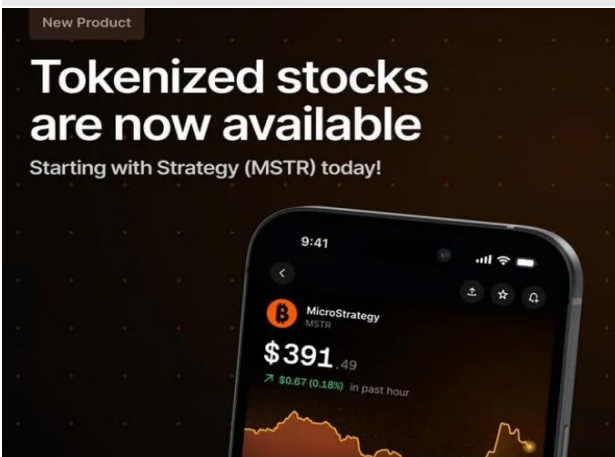 New Product
Tokenized stocks
are now available
Starting with Strategy (MSTR) today!
9:41
MicroStrategy
MSTR
$391.49
↗ $0.67 (0.18%) in past hour